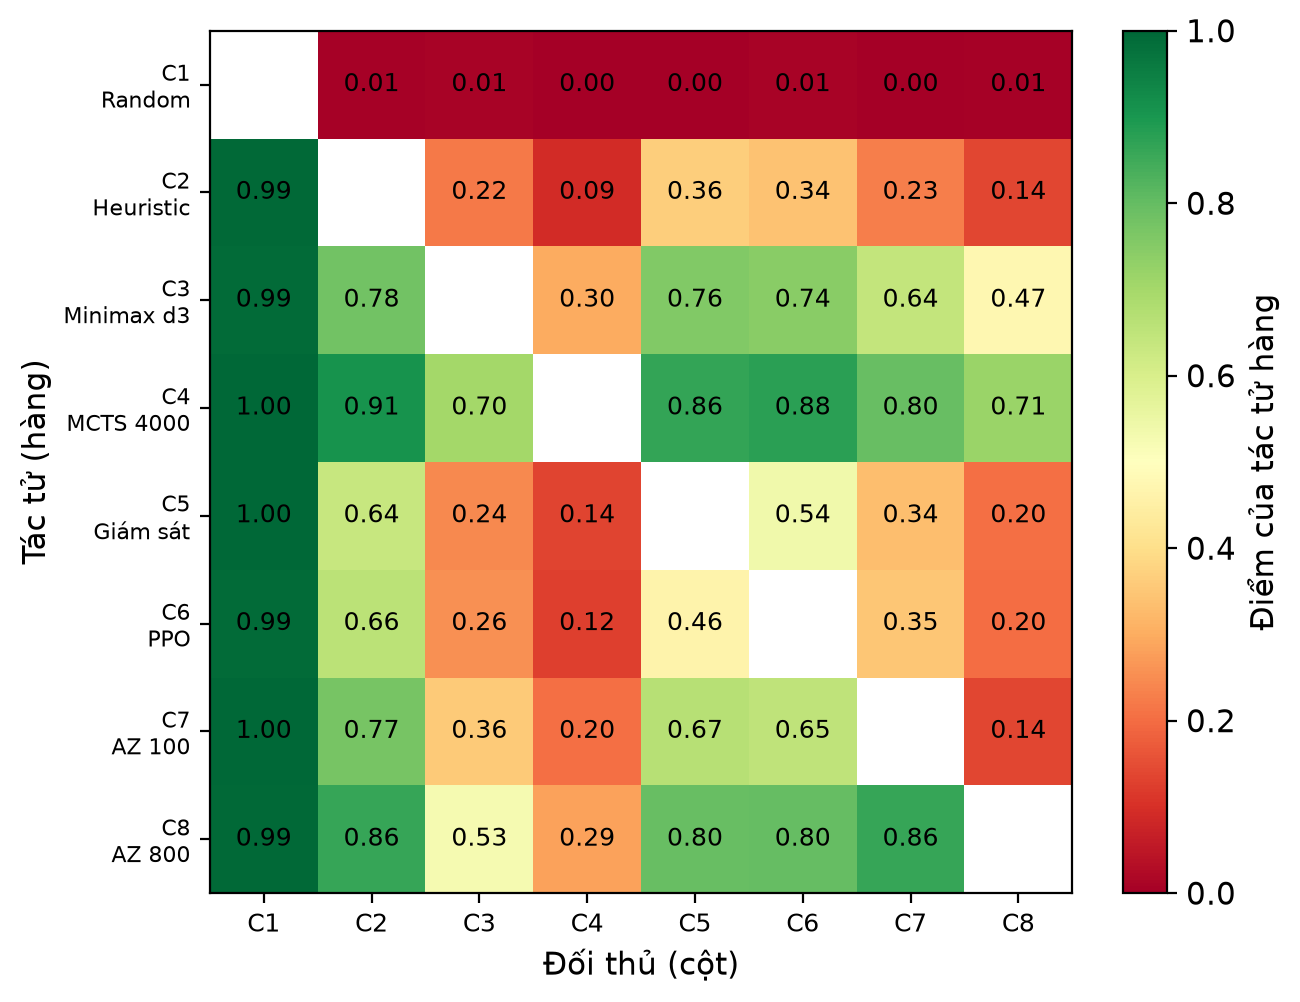 C1
Random
0.01 0.01 0.00 0.00 0.01 0.00 0.01
C2
Heuristic
0.99 0.22 0.09 0.36 0.34 0.23 0.14
C3
Minimax d3
0.99 0.78 0.30 0.76 0.74 0.64 0.47
C4
MCTS 4000
1.00 0.91 0.70 0.86 0.88 0.80 0.71
C5
Giám sát
1.00 0.64 0.24 0.14 0.54 0.34 0.20
C6
PPO
0.99 0.66 0.26 0.12 0.46 0.35 0.20
C7
AZ 100
1.00 0.77 0.36 0.20 0.67 0.65 0.14
C8
AZ 800
0.99 0.86 0.53 0.29 0.80 0.80 0.86
C1 C2 C3 C4 C5 C6 C7 C8
Đối thủ (cột)
Tác tử (hàng)
1.0
0.8
0.6
0.4
0.2
0.0
Điểm của tác tử hàng